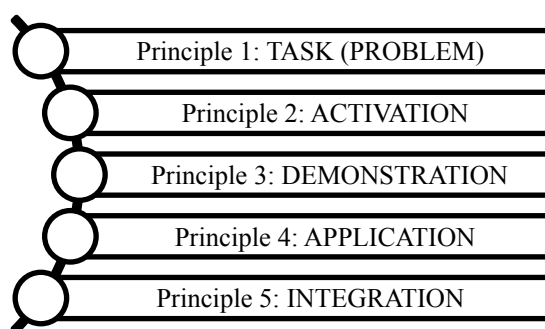 Principle 1: TASK (PROBLEM)
Principle 2: ACTIVATION
Principle 3: DEMONSTRATION
Principle 4: APPLICATION
Principle 5: INTEGRATION